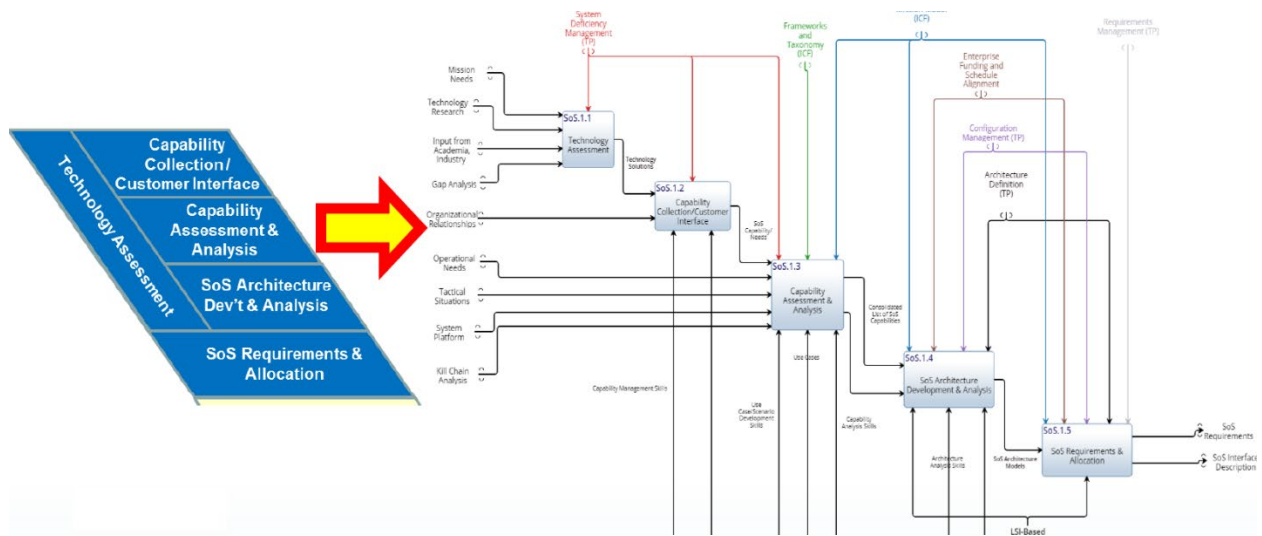 Technology Assessment
Capability
Collection /
Customer Interface
Capability
Assessment &
Analysis
SoS Architecture
Dev't & Analysis
SoS Requirements &
Allocation
System
Deficiency
Management
(TP)
Frameworks
and
Taxonomy
(ICF)
(ICF)
Requirements
Management (TP)
Enterprise
Funding and
Schedule
Alignment
Configuration
Management (TP)
Architecture
Definition
(TP)
Mission
Needs
Technology
Research
Input from
Academia,
Industry
Gap Analysis
Organizational
Relationships
Operational
Needs
Tactical
Situations
System
Platform
Kill Chain
Analysis
SoS.1.1
Technology
Assessment
Technology
Solutions
SoS.1.2
Capability
Collection/Customer
Interface
SoS
Capability/
Needs
SoS.1.3
Capability
Assessment &
Analysis
Consolidated
List of SoS
Capabilities
Use Cases
SoS.1.4
SoS Architecture
Development & Analysis
SoS Architecture
Models
SoS.1.5
SoS Requirements &
Allocation
SoS
Requirements
SoS Interface
Description
Capability Management Skills
Use
Case/Scenario
Development
Skills
Capability
Analysis Skills
Architecture
Analysis Skills
LSI-Based